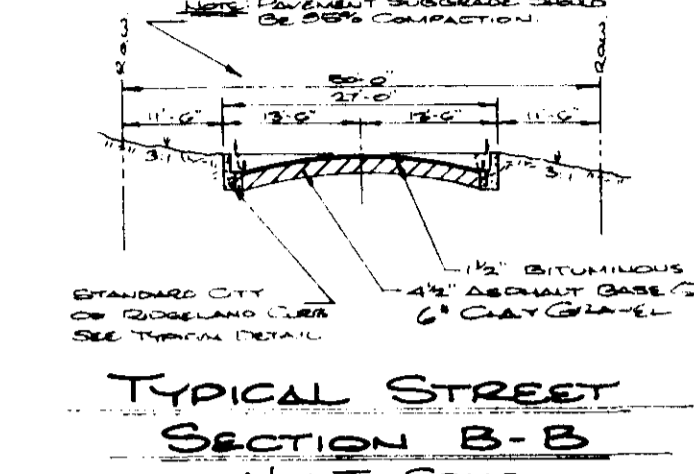 NOTE: PAVEMENT SUBGRADE SHOULD
BE 95% COMPACTION.
R.O.W
R.O.W
50'-0"
27'-0"
11'-6" 13'-6" 13'-6" 11'-6"
3:1 3:1
1½" BITUMINOUS
STANDARD CITY
4½" ASPHALT BASE
OF RIDGELAND CURB
6" CLAY GRAVEL
SEE TYPICAL DETAIL
TYPICAL STREET
SECTION B-B